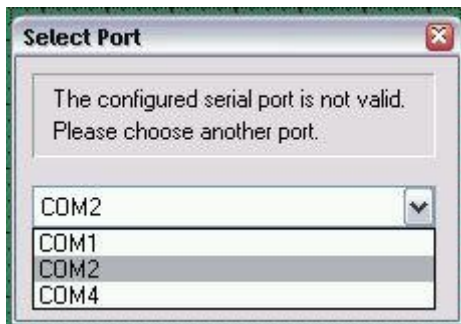 Select Port
The configured serial port is not valid.
Please choose another port.
COM2
COM1
COM2
COM4